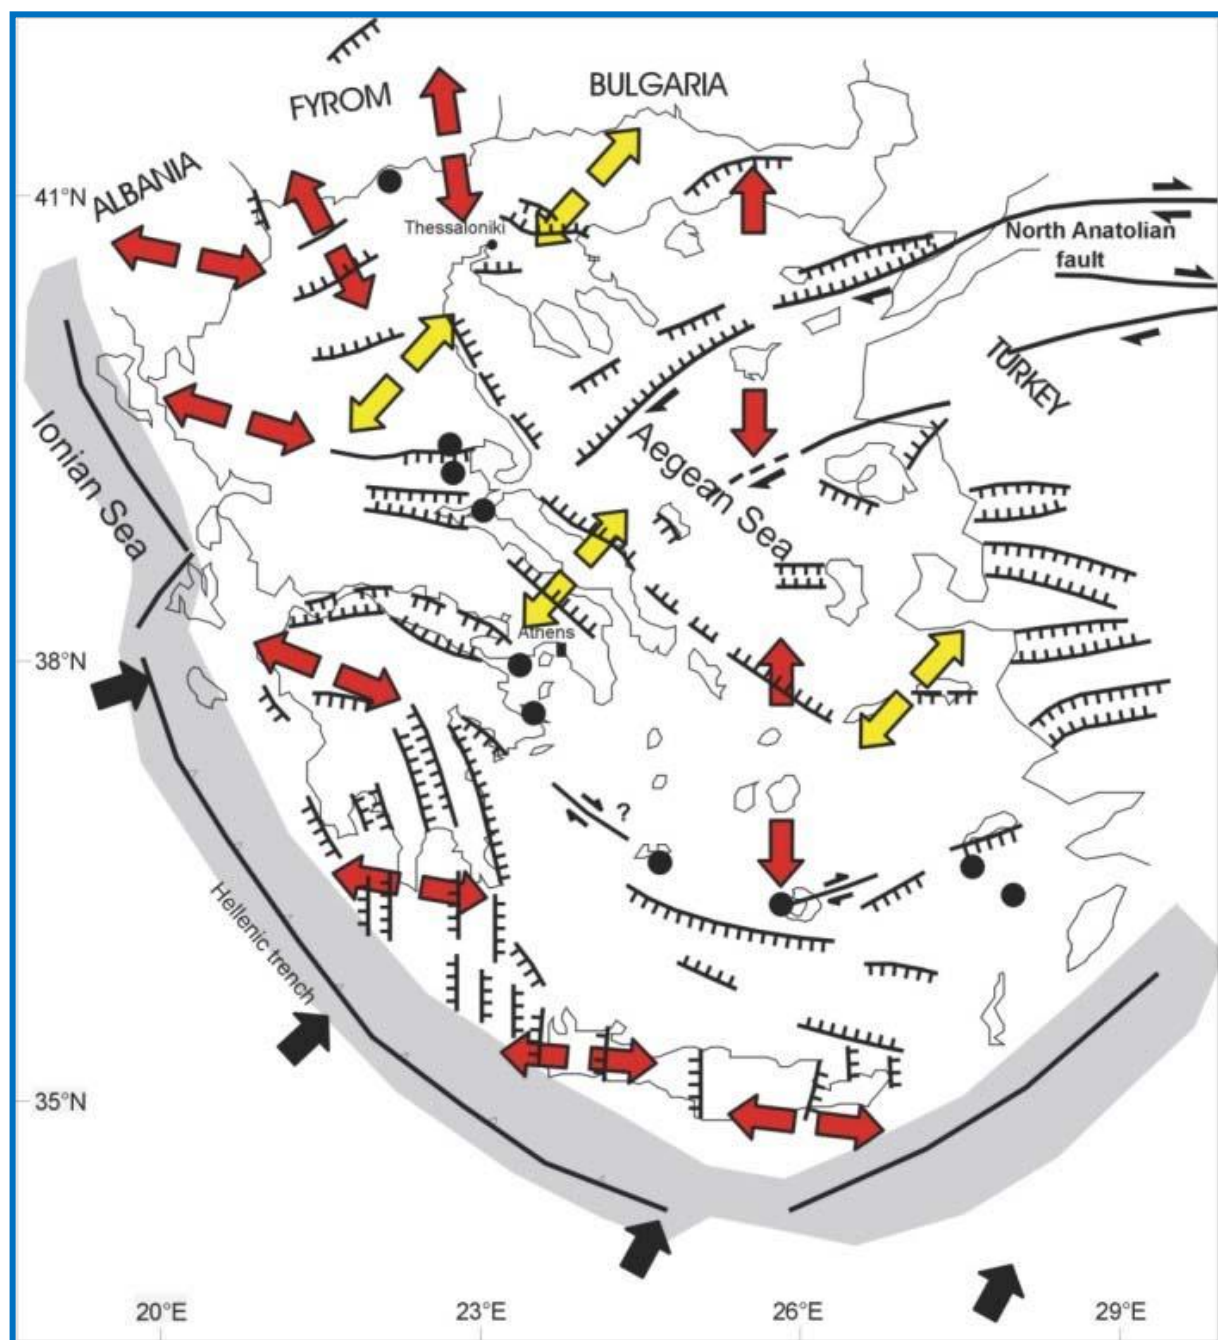 BULGARIA
FYROM
ALBANIA
41°N
Thessaloniki
North Anatolian
fault
TURKEY
Ionian Sea
Aegean Sea
Athens
38°N
?
Hellenic trench
35°N
20°E
23°E
26°E
29°E